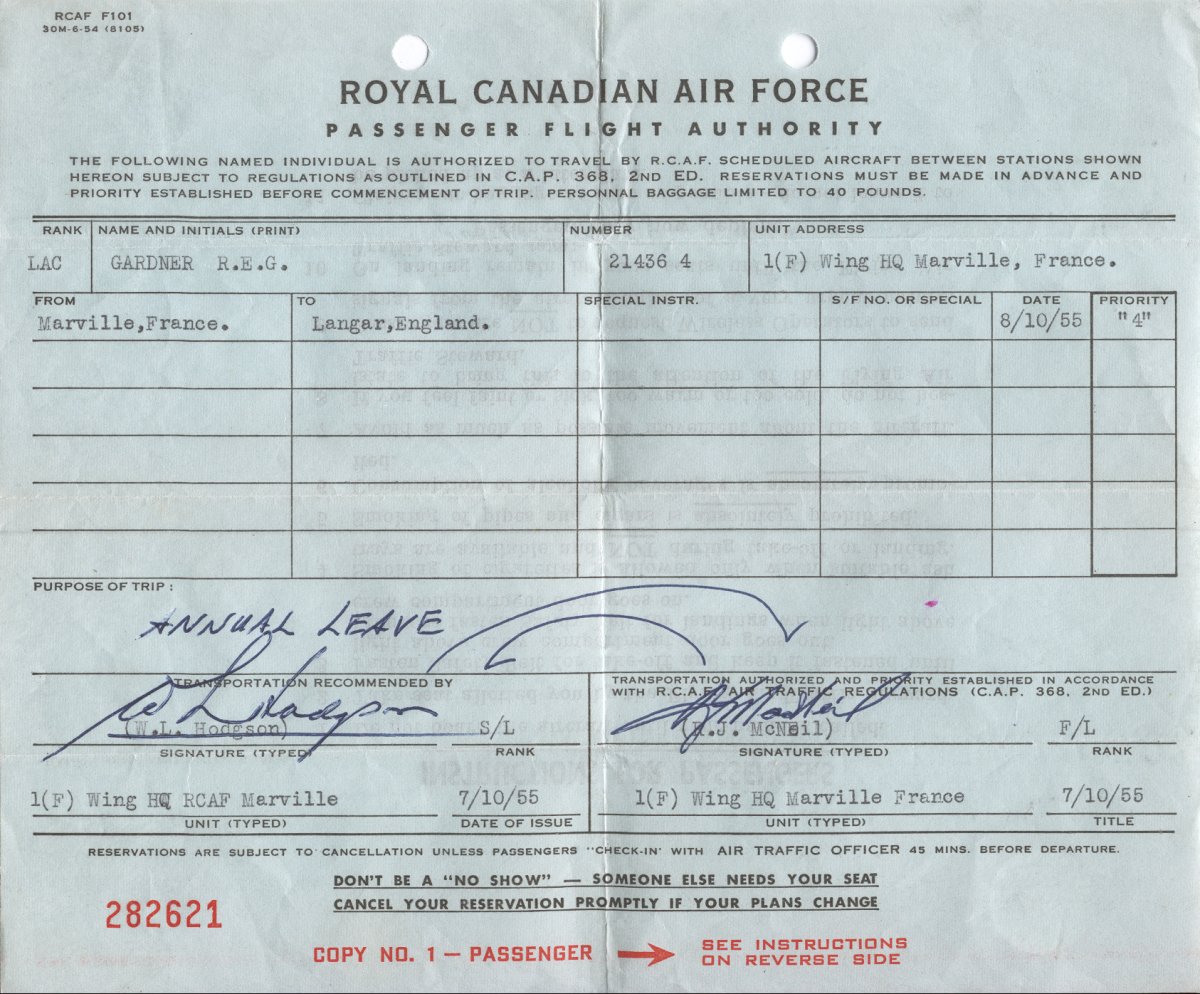 RCAF F101
30M-6-54 (8105)
ROYAL CANADIAN AIR FORCE
PASSENGER FLIGHT AUTHORITY
THE FOLLOWING NAMED INDIVIDUAL IS AUTHORIZED TO TRAVEL BY R.C.A.F. SCHEDULED AIRCRAFT BETWEEN STATIONS SHOWN
HEREON SUBJECT TO REGULATIONS AS OUTLINED IN C.A.P. 368, 2ND ED. RESERVATIONS MUST BE MADE IN ADVANCE AND
PRIORITY ESTABLISHED BEFORE COMMENCEMENT OF TRIP. PERSONNAL BAGGAGE LIMITED TO 40 POUNDS.
RANK NAME AND INITIALS (PRINT) NUMBER UNIT ADDRESS
LAC GARDNER R.E.G. 21436 4 1(F) Wing HQ Marville, France.
FROM TO SPECIAL INSTR. S/F NO. OR SPECIAL DATE PRIORITY
Marville,France. Langar,England. 8/10/55 "4"
PURPOSE OF TRIP:
ANNUAL LEAVE
TRANSPORTATION RECOMMENDED BY
W L Hodgson
(W.L. Hodgson) S/L
SIGNATURE (TYPED) RANK
1(F) Wing HQ RCAF Marville 7/10/55
UNIT (TYPED) DATE OF ISSUE
TRANSPORTATION AUTHORIZED AND PRIORITY ESTABLISHED IN ACCORDANCE
WITH R.C.A.F. AIR TRAFFIC REGULATIONS (C.A.P. 368, 2ND ED.)
RJ McNeil
(R.J. McNeil) F/L
SIGNATURE (TYPED) RANK
1(F) Wing HQ Marville France 7/10/55
UNIT (TYPED) TITLE
RESERVATIONS ARE SUBJECT TO CANCELLATION UNLESS PASSENGERS "CHECK-IN' WITH AIR TRAFFIC OFFICER 45 MINS. BEFORE DEPARTURE.
DON'T BE A "NO SHOW" — SOMEONE ELSE NEEDS YOUR SEAT
CANCEL YOUR RESERVATION PROMPTLY IF YOUR PLANS CHANGE
282621
COPY NO. 1 — PASSENGER
SEE INSTRUCTIONS
ON REVERSE SIDE